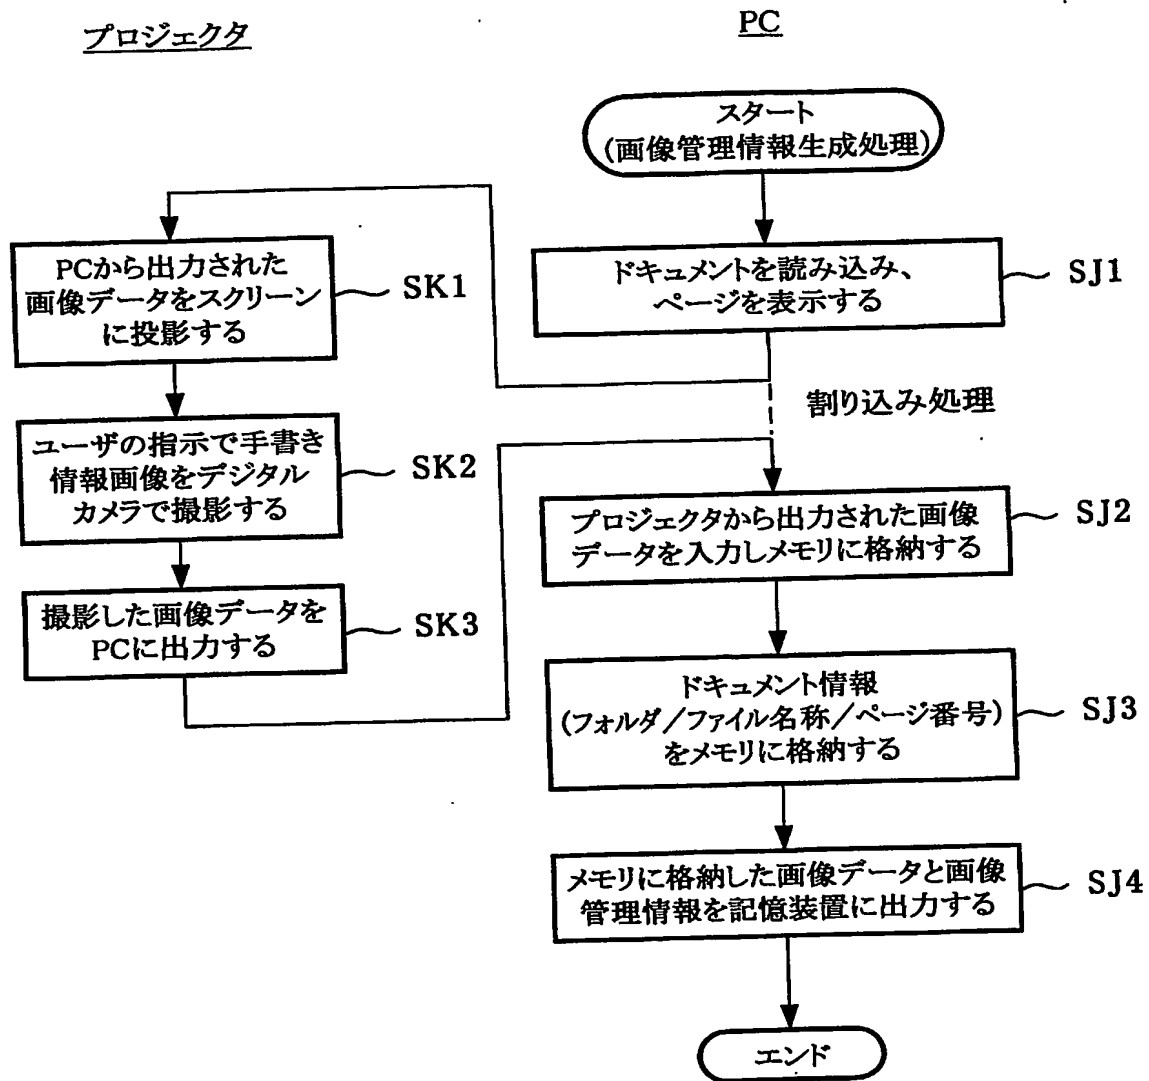 プロジェクタ
PC
スタート
(画像管理情報生成処理)
PCから出力された
画像データをスクリーン
に投影する
SK1
ドキュメントを読み込み、
ページを表示する
SJ1
割り込み処理
ユーザの指示で手書き
情報画像をデジタル
カメラで撮影する
SK2
プロジェクタから出力された画像
データを入力しメモリに格納する
SJ2
撮影した画像データを
PCに出力する
SK3
ドキュメント情報
(フォルダ/ファイル名称/ページ番号)
をメモリに格納する
SJ3
メモリに格納した画像データと画像
管理情報を記憶装置に出力する
SJ4
エンド